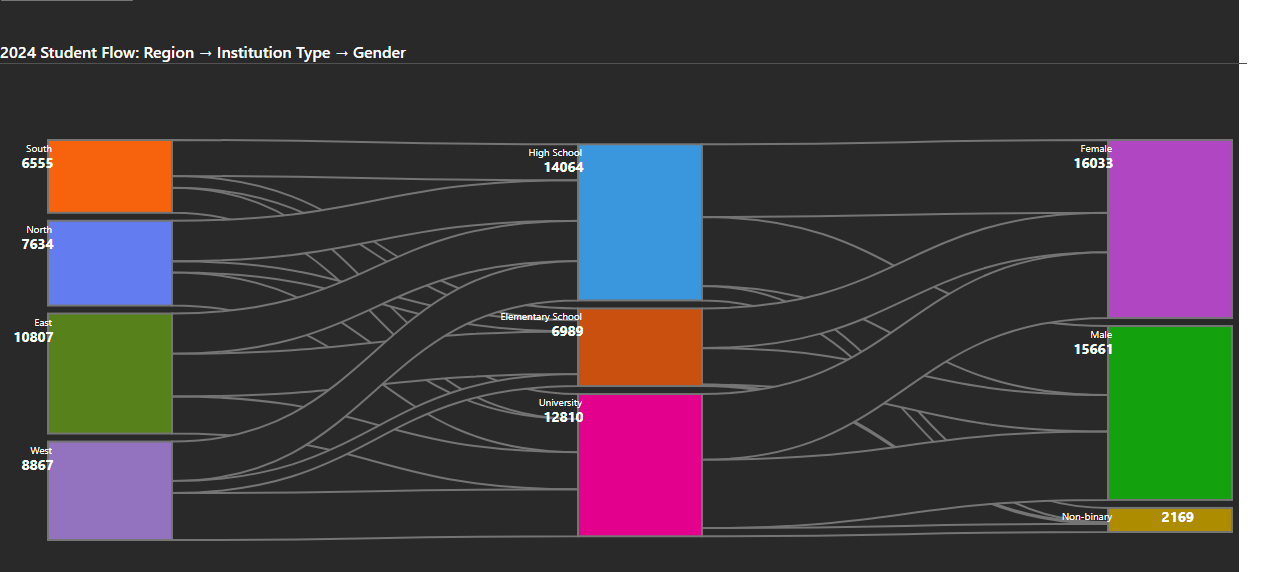 2024 Student Flow: Region → Institution Type → Gender
South
6555
North
7634
East
10807
West
8867
High School
14064
Elementary School
6989
University
12810
Female
16033
Male
15661
Non-binary
2169